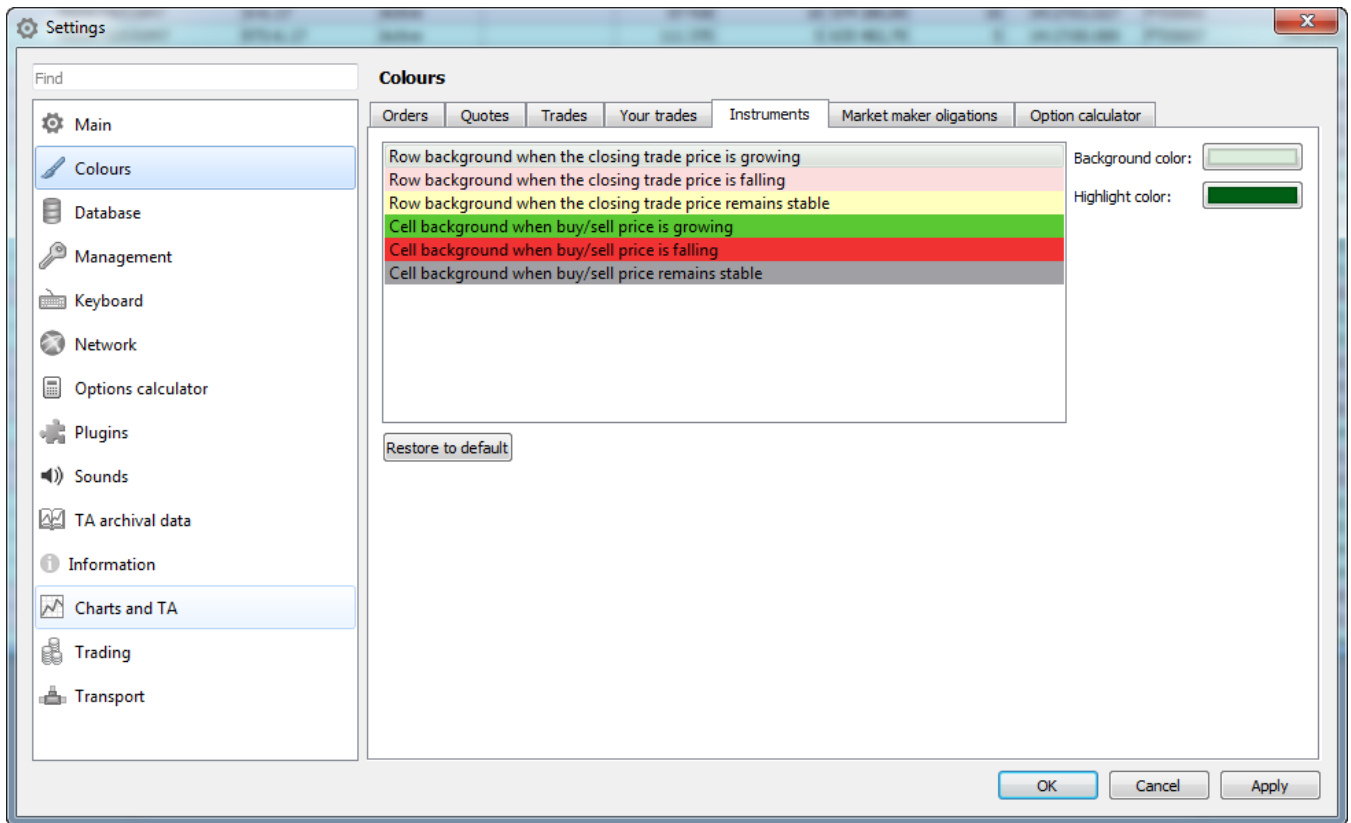 Settings
Find
Main
Colours
Database
Management
Keyboard
Network
Options calculator
Plugins
Sounds
TA archival data
Information
Charts and TA
Trading
Transport
Colours
Orders Quotes Trades Your trades Instruments Market maker oligations Option calculator
Row background when the closing trade price is growing
Row background when the closing trade price is falling
Row background when the closing trade price remains stable
Cell background when buy/sell price is growing
Cell background when buy/sell price is falling
Cell background when buy/sell price remains stable
Background color:
Highlight color:
Restore to default
OK Cancel Apply